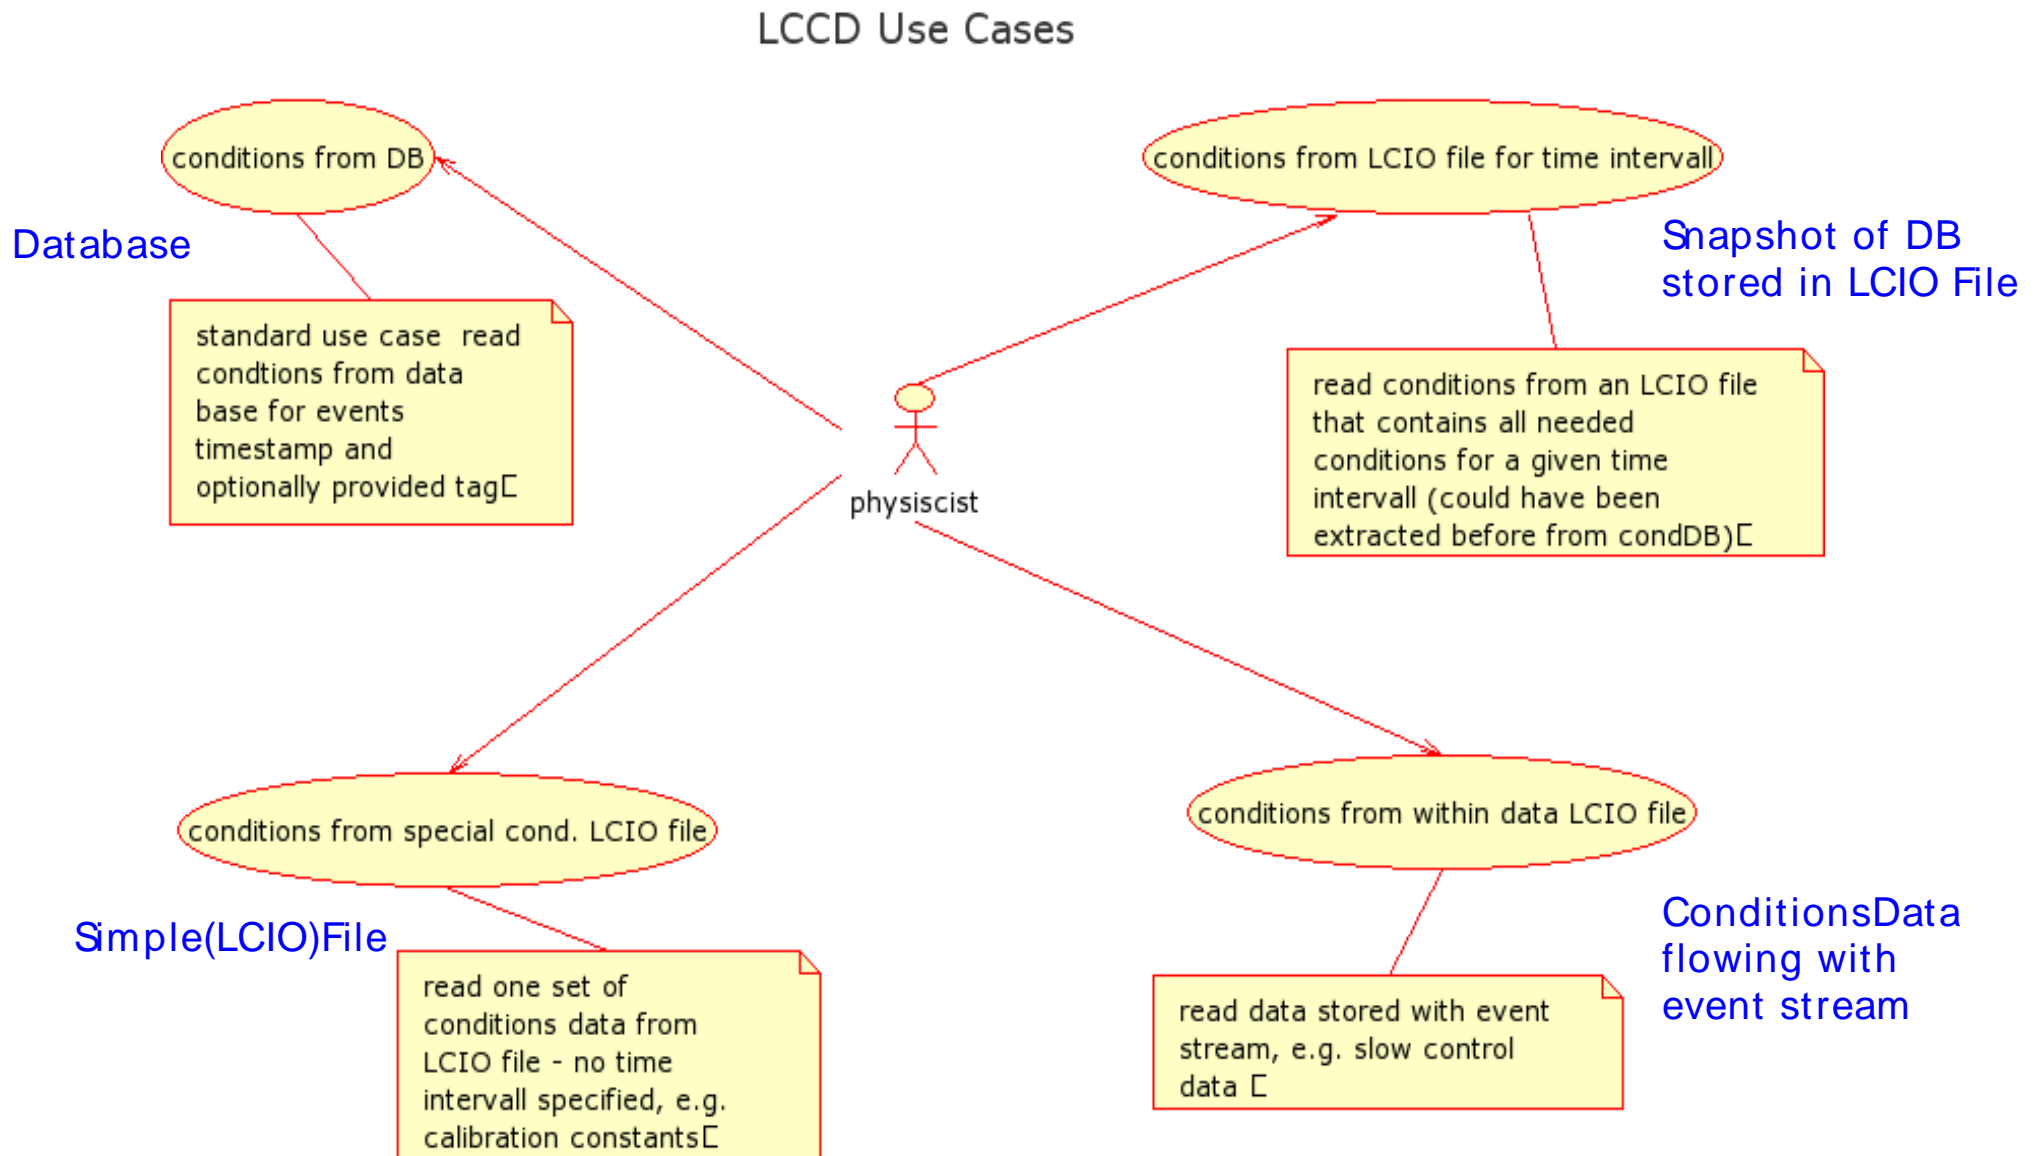 LCCD Use Cases
conditions from DB
Database
standard use case  read
condtions from data
base for events
timestamp and
optionally provided tag
conditions from LCIO file for time intervall
Snapshot of DB
stored in LCIO File
read conditions from an LCIO file
that contains all needed
conditions for a given time
intervall (could have been
extracted before from condDB)
physiscist
conditions from special cond. LCIO file
Simple(LCIO)File
read one set of
conditions data from
LCIO file - no time
intervall specified, e.g.
calibration constants
conditions from within data LCIO file
ConditionsData
flowing with
event stream
read data stored with event
stream, e.g. slow control
data